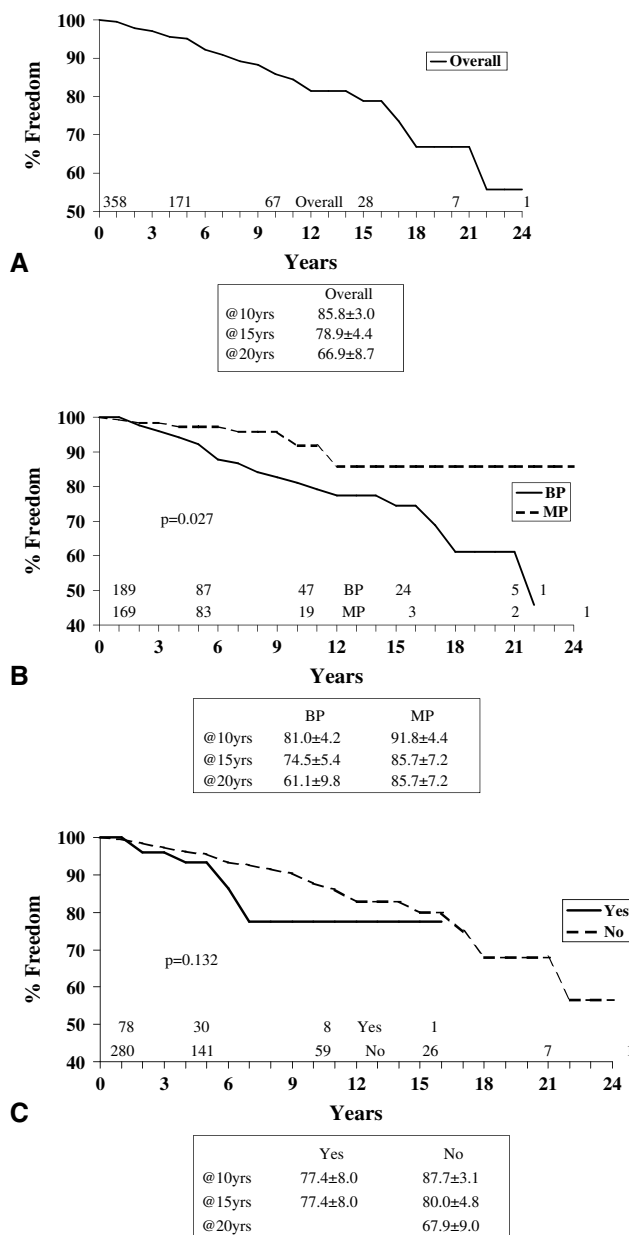 100
90
80
70
60
50
% Freedom
Overall
358 171 67 Overall 28 7 1
0 3 6 9 12 15 18 21 24
Years
A
Overall
@10yrs 85.8±3.0
@15yrs 78.9±4.4
@20yrs 66.9±8.7
100
90
80
70
60
50
40
% Freedom
BP
MP
p=0.027
189 87 47 BP 24 5 1
169 83 19 MP 3 2 1
0 3 6 9 12 15 18 21 24
Years
B
BP MP
@10yrs 81.0±4.2 91.8±4.4
@15yrs 74.5±5.4 85.7±7.2
@20yrs 61.1±9.8 85.7±7.2
100
90
80
70
60
50
40
% Freedom
Yes
No
p=0.132
78 30 8 Yes 1
280 141 59 No 26 7
0 3 6 9 12 15 18 21 24
Years
C
Yes No
@10yrs 77.4±8.0 87.7±3.1
@15yrs 77.4±8.0 80.0±4.8
@20yrs 67.9±9.0